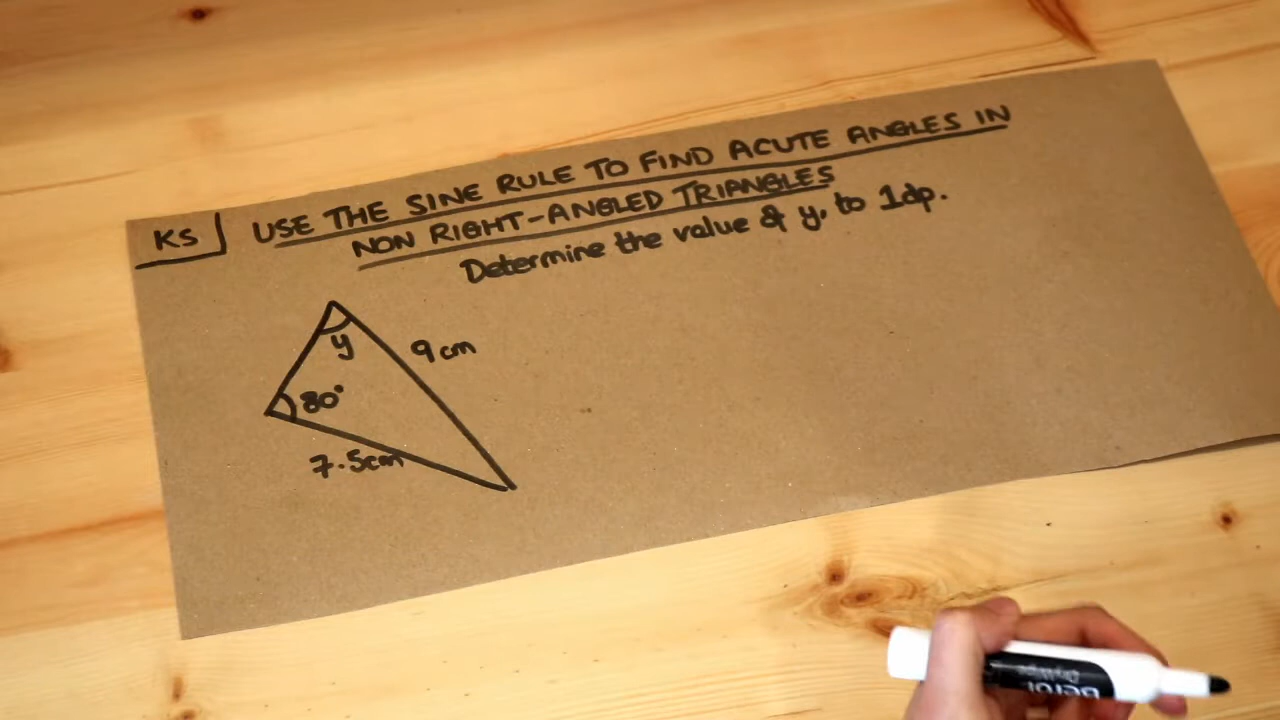 KS
USE THE SINE RULE TO FIND ACUTE ANGLES IN
NON RIGHT-ANGLED TRIANGLES
Determine the value of y, to 1dp.
y
9cm
80°
7.5cm
Berol